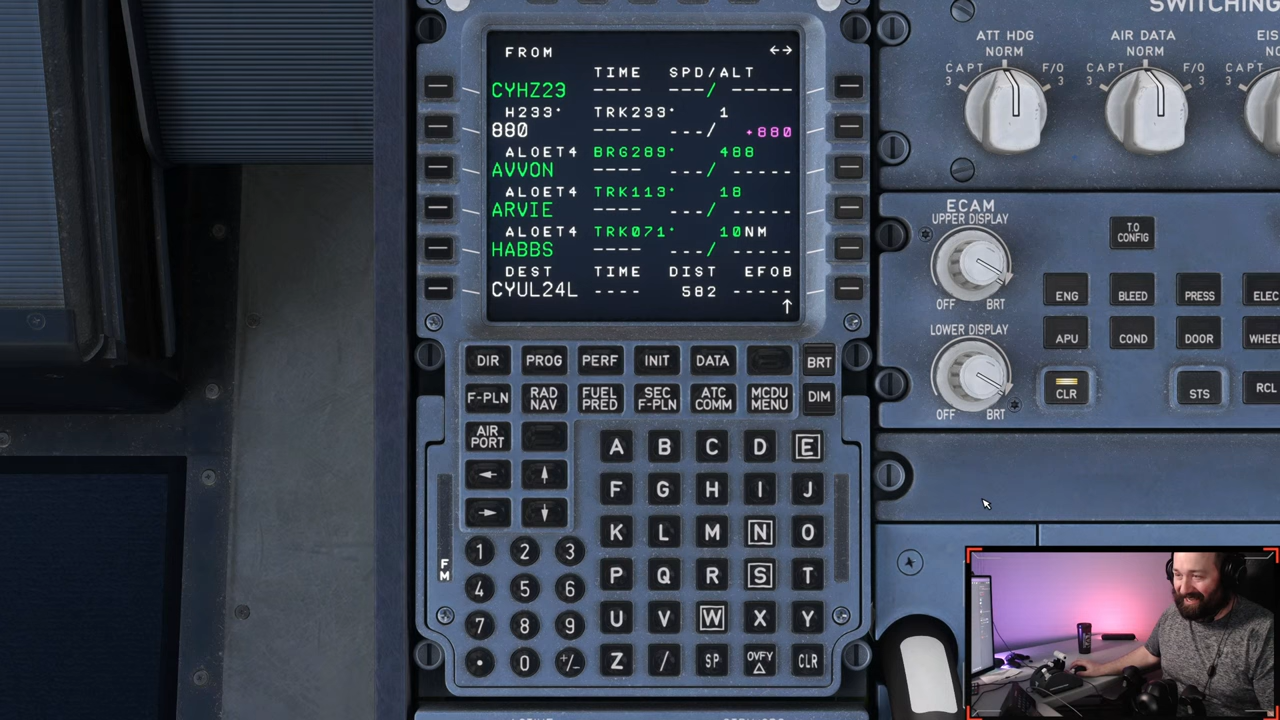 FROM ←→
TIME SPD/ALT
CYHZ23 ---- ---/ -----
H233° TRK233° 1
880 ---- ---/ +880
ALOET4 BRG289° 488
AVVON ---- ---/ -----
ALOET4 TRK113° 18
ARVIE ---- ---/ -----
ALOET4 TRK071° 10NM
HABBS ---- ---/ -----
DEST TIME DIST EFOB
CYUL24L ---- 582 -----
↑
DIR PROG PERF INIT DATA BRT
F-PLN RAD NAV FUEL PRED SEC F-PLN ATC COMM MCDU MENU DIM
AIR PORT
← ↑
→ ↓
A B C D E
F G H I J
K L M N O
P Q R S T
U V W X Y
Z / SP OVFY △ CLR
1 2 3
4 5 6
7 8 9
. 0 +/-
FM
SWITCHING
ATT HDG AIR DATA EIS
NORM NORM
CAPT 3 F/O 3 CAPT 3 F/O 3
ECAM
UPPER DISPLAY
OFF BRT
LOWER DISPLAY
OFF BRT
T.O CONFIG
ENG BLEED PRESS ELEC
APU COND DOOR WHEEL
CLR STS RCL